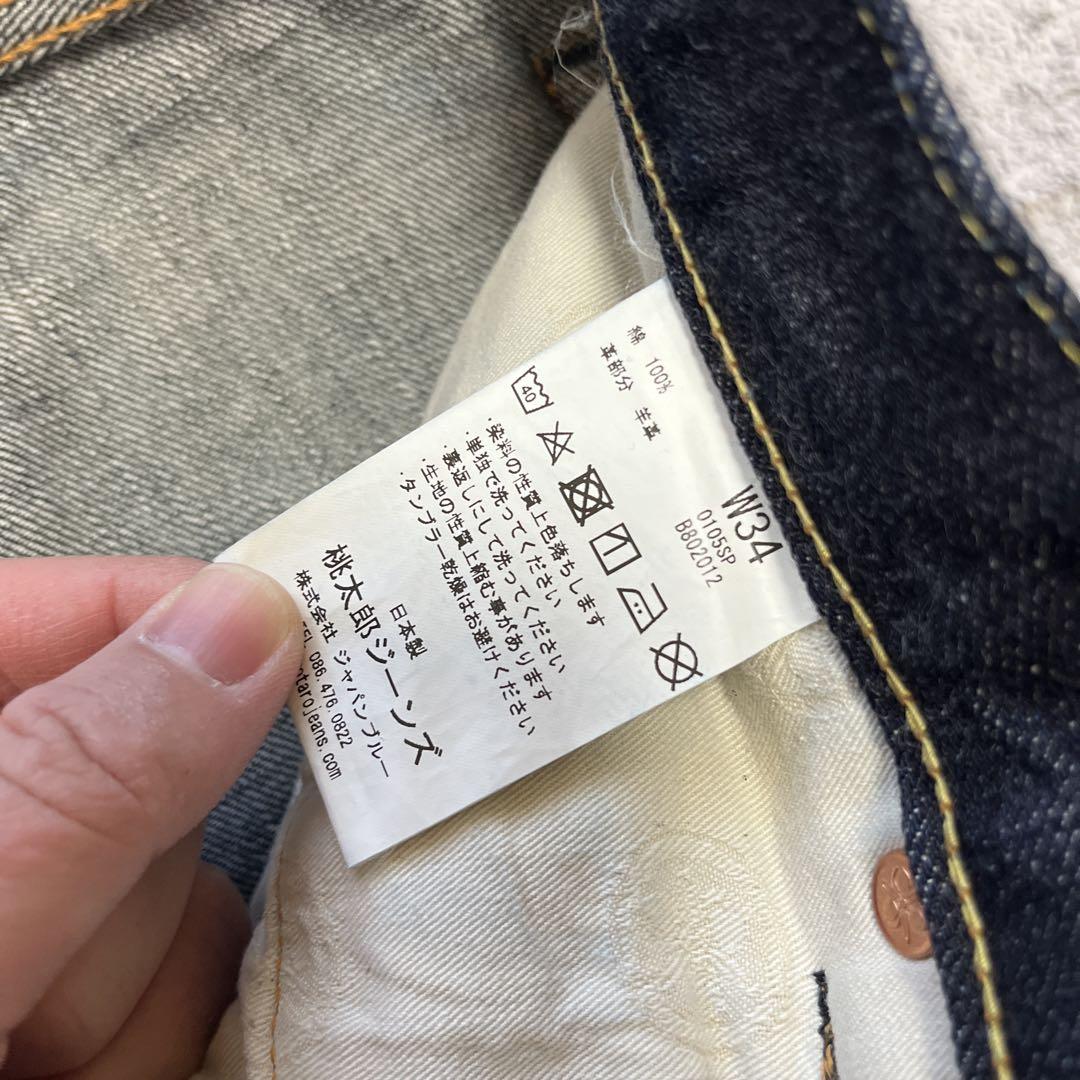 綿 100%
革部分 羊革
40
W34
0105SP
B802012
・染料の性質上色落ちします
・単独で洗ってください
・裏返しにして洗ってください
・生地の性質上縮む事があります
・タンブラー乾燥はお避けください
日本製
桃太郎ジーンズ
株式会社 ジャパンブルー
086.476.0822
tarojeans.com